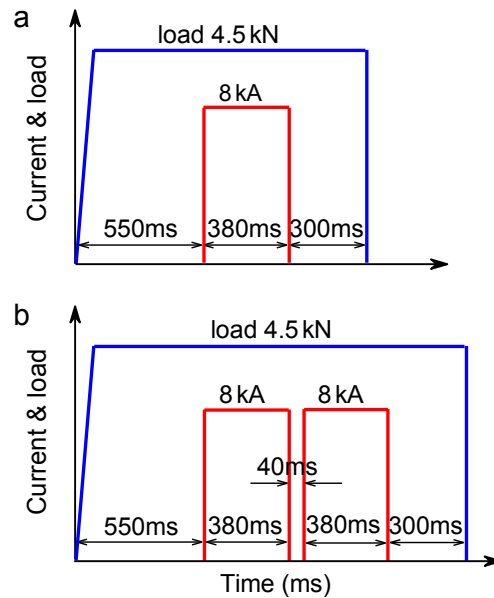 a
load 4.5 kN
8 kA
Current & load
550ms
380ms
300ms
b
load 4.5 kN
8 kA
8 kA
Current & load
40ms
550ms
380ms
380ms
300ms
Time (ms)